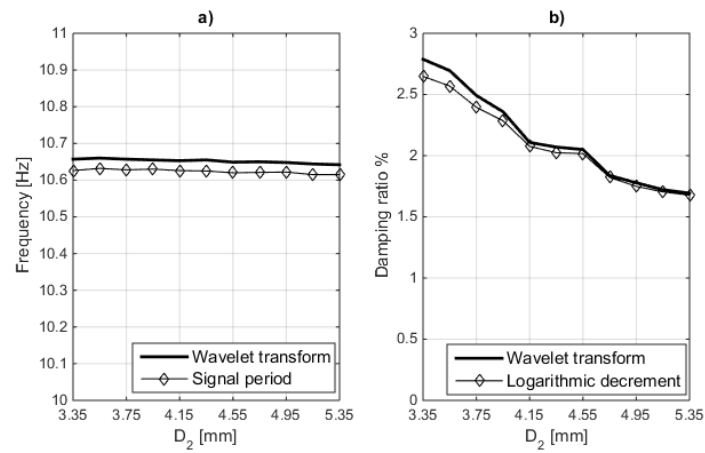 a)
11
10.9
10.8
10.7
10.6
10.5
10.4
10.3
10.2
10.1
10
Frequency [Hz]
Wavelet transform
Signal period
3.35 3.75 4.15 4.55 4.95 5.35
D2 [mm]
b)
3
2.5
2
1.5
1
0.5
0
Damping ratio %
Wavelet transform
Logarithmic decrement
3.35 3.75 4.15 4.55 4.95 5.35
D2 [mm]